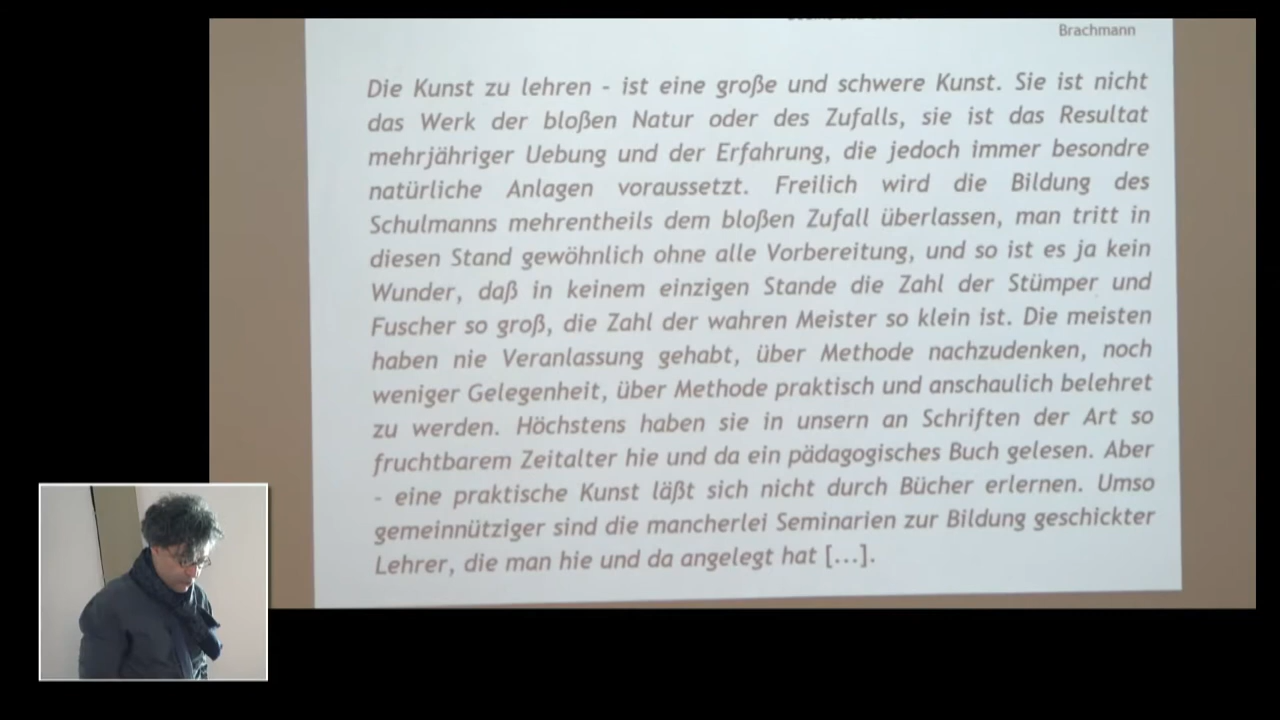 Brachmann
Die Kunst zu lehren - ist eine große und schwere Kunst. Sie ist nicht
das Werk der bloßen Natur oder des Zufalls, sie ist das Resultat
mehrjähriger Uebung und der Erfahrung, die jedoch immer besondre
natürliche Anlagen voraussetzt. Freilich wird die Bildung des
Schulmanns mehrentheils dem bloßen Zufall überlassen, man tritt in
diesen Stand gewöhnlich ohne alle Vorbereitung, und so ist es ja kein
Wunder, daß in keinem einzigen Stande die Zahl der Stümper und
Fuscher so groß, die Zahl der wahren Meister so klein ist. Die meisten
haben nie Veranlassung gehabt, über Methode nachzudenken, noch
weniger Gelegenheit, über Methode praktisch und anschaulich belehret
zu werden. Höchstens haben sie in unsern an Schriften der Art so
fruchtbarem Zeitalter hie und da ein pädagogisches Buch gelesen. Aber
- eine praktische Kunst läßt sich nicht durch Bücher erlernen. Umso
gemeinnütziger sind die mancherlei Seminarien zur Bildung geschickter
Lehrer, die man hie und da angelegt hat [...].